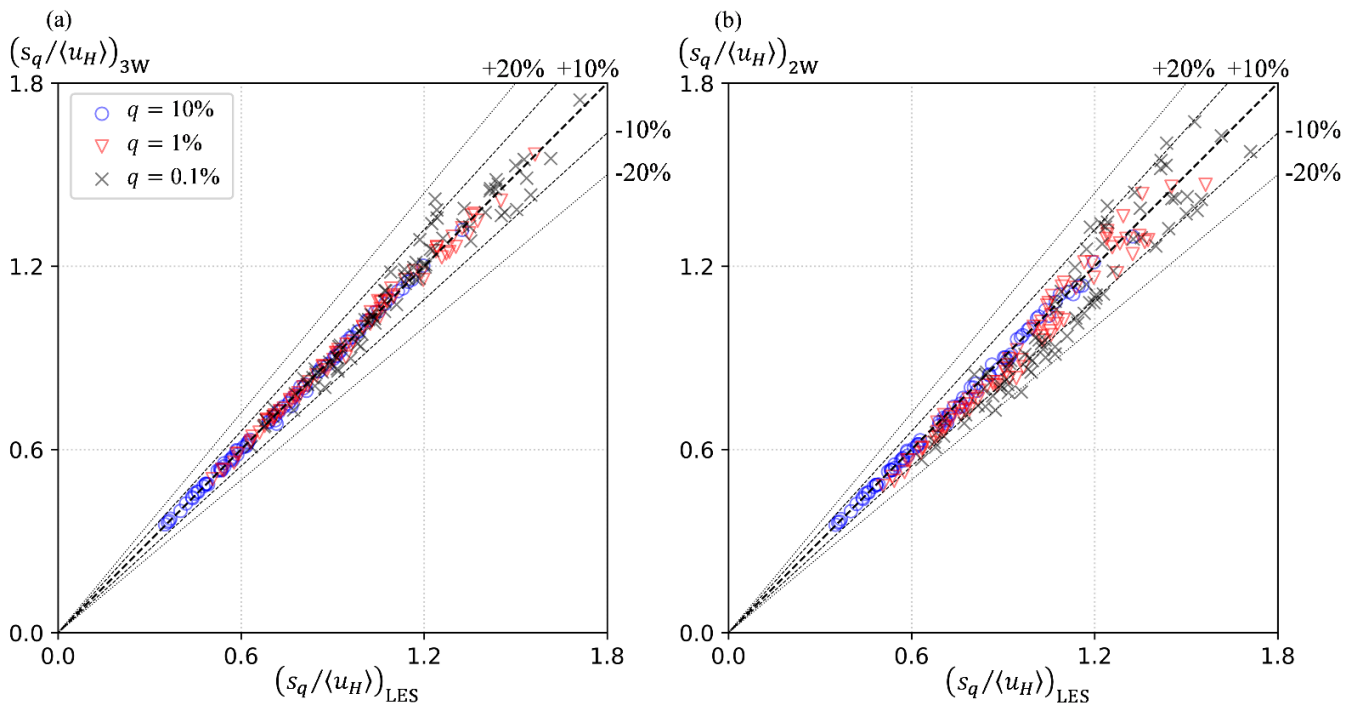 (a)
(s_q/⟨u_H⟩)_3W
+20% +10%
1.8
q = 10%
q = 1%
q = 0.1%
-10%
-20%
1.2
0.6
0.0
0.0 0.6 1.2 1.8
(s_q/⟨u_H⟩)_LES
(b)
(s_q/⟨u_H⟩)_2W
+20% +10%
1.8
-10%
-20%
1.2
0.6
0.0
0.0 0.6 1.2 1.8
(s_q/⟨u_H⟩)_LES